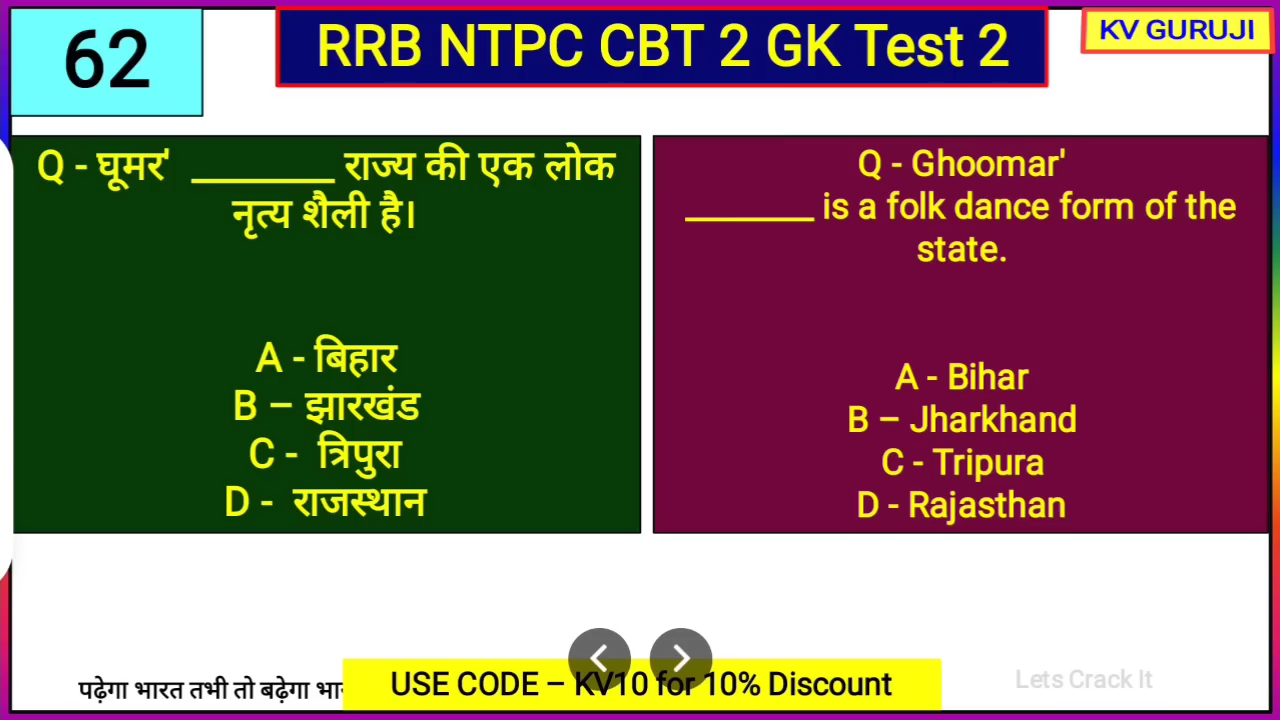 62
RRB NTPC CBT 2 GK Test 2
KV GURUJI
Q - घूमर' ________ राज्य की एक लोक
नृत्य शैली है।
A - बिहार
B – झारखंड
C - त्रिपुरा
D - राजस्थान
Q - Ghoomar'
_______ is a folk dance form of the
state.
A - Bihar
B – Jharkhand
C - Tripura
D - Rajasthan
पढ़ेगा भारत तभी तो बढ़ेगा
USE CODE – KV10 for 10% Discount
Lets Crack It